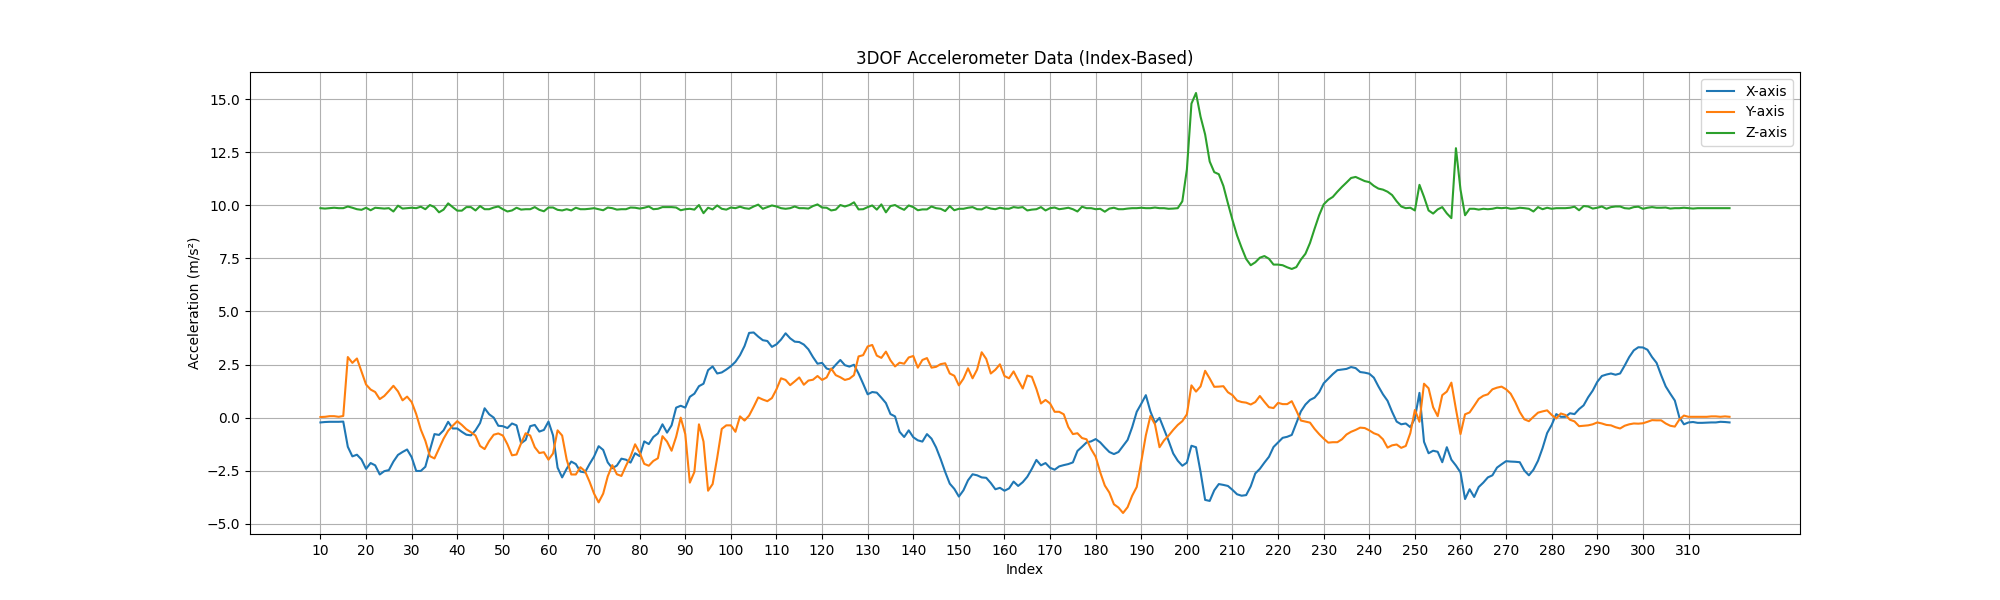 3DOF Accelerometer Data (Index-Based)
X-axis
Y-axis
Z-axis
Acceleration (m/s²)
15.0
12.5
10.0
7.5
5.0
2.5
0.0
−2.5
−5.0
10 20 30 40 50 60 70 80 90 100 110 120 130 140 150 160 170 180 190 200 210 220 230 240 250 260 270 280 290 300 310
Index